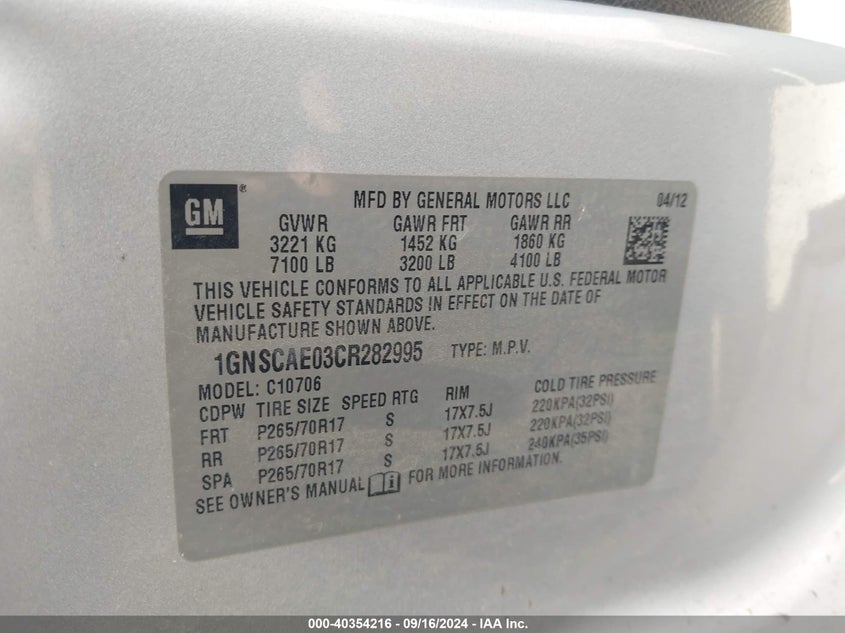 GM ® MFD BY GENERAL MOTORS LLC 04/12
GVWR GAWR FRT GAWR RR
3221 KG 1452 KG 1860 KG
7100 LB 3200 LB 4100 LB
THIS VEHICLE CONFORMS TO ALL APPLICABLE U.S. FEDERAL MOTOR
VEHICLE SAFETY STANDARDS IN EFFECT ON THE DATE OF
MANUFACTURE SHOWN ABOVE.
1GNSCAE03CR282995 TYPE: M.P.V.
MODEL: C10706
CDPW TIRE SIZE SPEED RTG RIM COLD TIRE PRESSURE
FRT P265/70R17 S 17X7.5J 220KPA(32PSI)
RR P265/70R17 S 17X7.5J 220KPA(32PSI)
SPA P265/70R17 S 17X7.5J 240KPA(35PSI)
SEE OWNER'S MANUAL i FOR MORE INFORMATION.
000-40354216 - 09/16/2024 - IAA Inc.